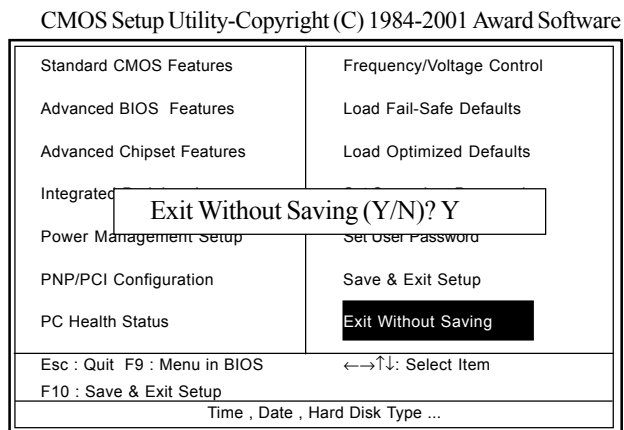 CMOS Setup Utility-Copyright (C) 1984-2001 Award Software
Standard CMOS Features
Frequency/Voltage Control
Advanced BIOS  Features
Load Fail-Safe Defaults
Advanced Chipset Features
Load Optimized Defaults
Integrated
Exit Without Saving (Y/N)? Y
Power Management Setup
Set User Password
PNP/PCI Configuration
Save & Exit Setup
PC Health Status
Exit Without Saving
Esc : Quit  F9 : Menu in BIOS
←→↑↓: Select Item
F10 : Save & Exit Setup
Time , Date , Hard Disk Type ...